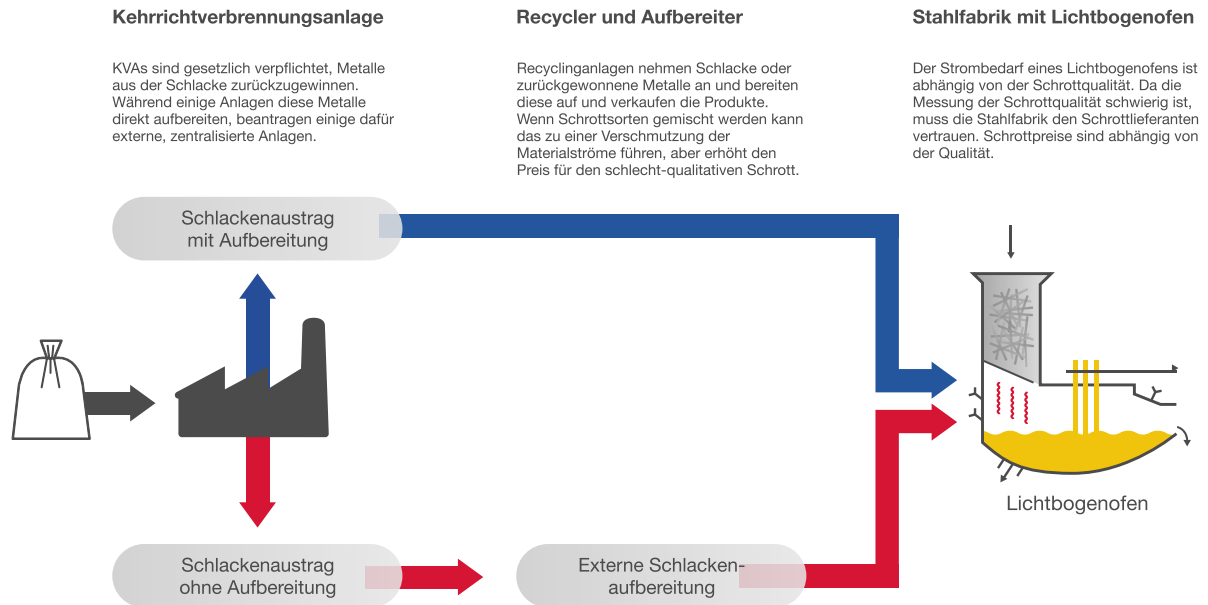 Kehrrichtverbrennungsanlage
KVAs sind gesetzlich verpflichtet, Metalle
aus der Schlacke zurückzugewinnen.
Während einige Anlagen diese Metalle
direkt aufbereiten, beantragen einige dafür
externe, zentralisierte Anlagen.
Recycler und Aufbereiter
Recyclinganlagen nehmen Schlacke oder
zurückgewonnene Metalle an und bereiten
diese auf und verkaufen die Produkte.
Wenn Schrottsorten gemischt werden kann
das zu einer Verschmutzung der
Materialströme führen, aber erhöht den
Preis für den schlecht-qualitativen Schrott.
Stahlfabrik mit Lichtbogenofen
Der Strombedarf eines Lichtbogenofens ist
abhängig von der Schrottqualität. Da die
Messung der Schrottqualität schwierig ist,
muss die Stahlfabrik den Schrottlieferanten
vertrauen. Schrottpreise sind abhängig von
der Qualität.
Schlackenaustrag
mit Aufbereitung
Lichtbogenofen
Schlackenaustrag
ohne Aufbereitung
Externe Schlacken-
aufbereitung